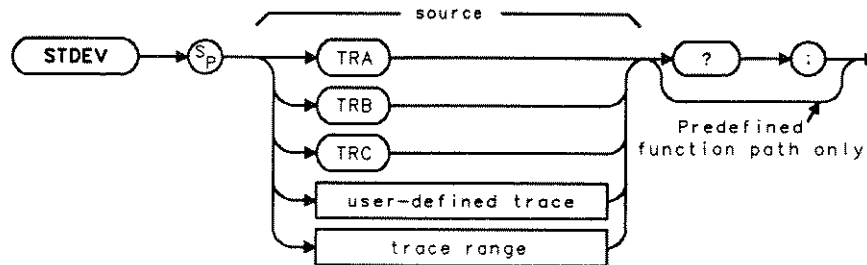 source
STDEV SP TRA ? ;
TRB
TRC
Predefined
function path only
user-defined trace
trace range